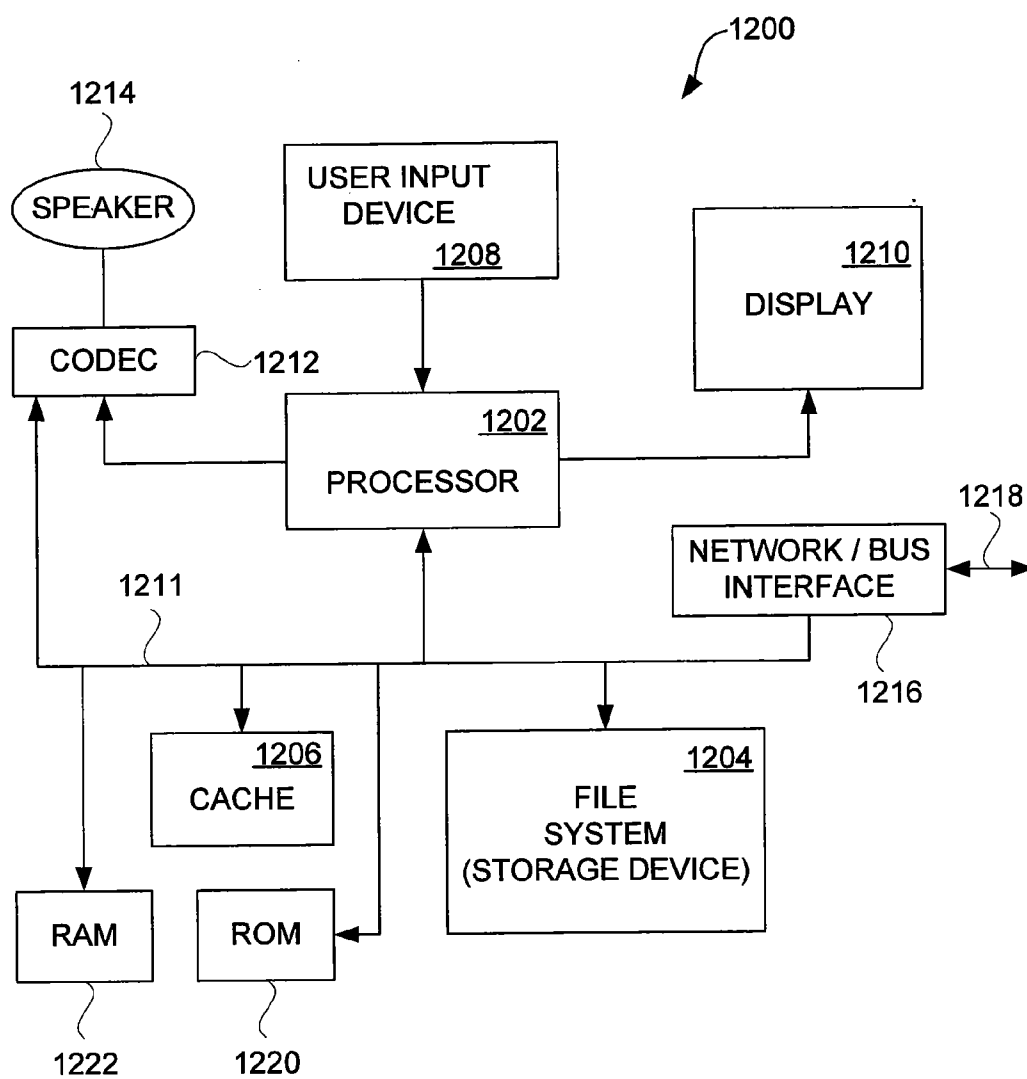 1200
1214
SPEAKER
USER INPUT
DEVICE
1208
1210
DISPLAY
CODEC
1212
1202
PROCESSOR
1218
NETWORK / BUS
INTERFACE
1211
1216
1206
CACHE
1204
FILE
SYSTEM
(STORAGE DEVICE)
RAM
ROM
1222
1220